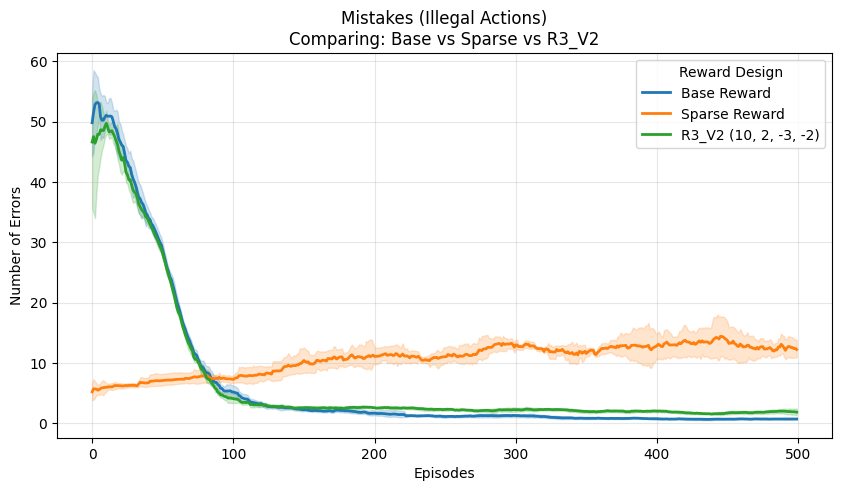 Mistakes (Illegal Actions)
Comparing: Base vs Sparse vs R3_V2
Reward Design
Base Reward
Sparse Reward
R3_V2 (10, 2, -3, -2)
Number of Errors
60
50
40
30
20
10
0
0 100 200 300 400 500
Episodes